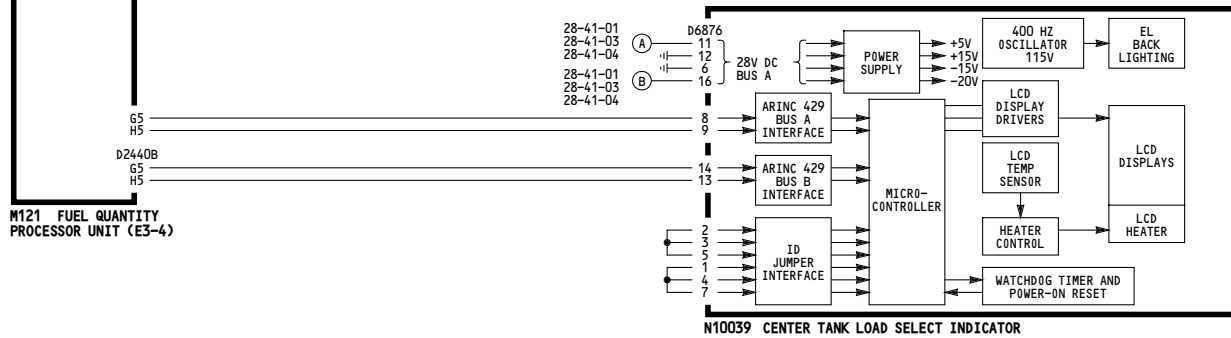 G5
H5
D2440B
G5
H5
M121 FUEL QUANTITY
PROCESSOR UNIT (E3-4)
28-41-01
28-41-03
28-41-04
A
28-41-01
28-41-03
28-41-04
B
D6876
11
12
6
16
28V DC
BUS A
POWER
SUPPLY
+5V
+15V
-15V
-20V
400 HZ
OSCILLATOR
115V
EL
BACK
LIGHTING
8
9
ARINC 429
BUS A
INTERFACE
14
13
ARINC 429
BUS B
INTERFACE
2
3
5
1
4
7
ID
JUMPER
INTERFACE
MICRO-
CONTROLLER
LCD
DISPLAY
DRIVERS
LCD
TEMP
SENSOR
HEATER
CONTROL
LCD
DISPLAYS
LCD
HEATER
WATCHDOG TIMER AND
POWER-ON RESET
N10039 CENTER TANK LOAD SELECT INDICATOR